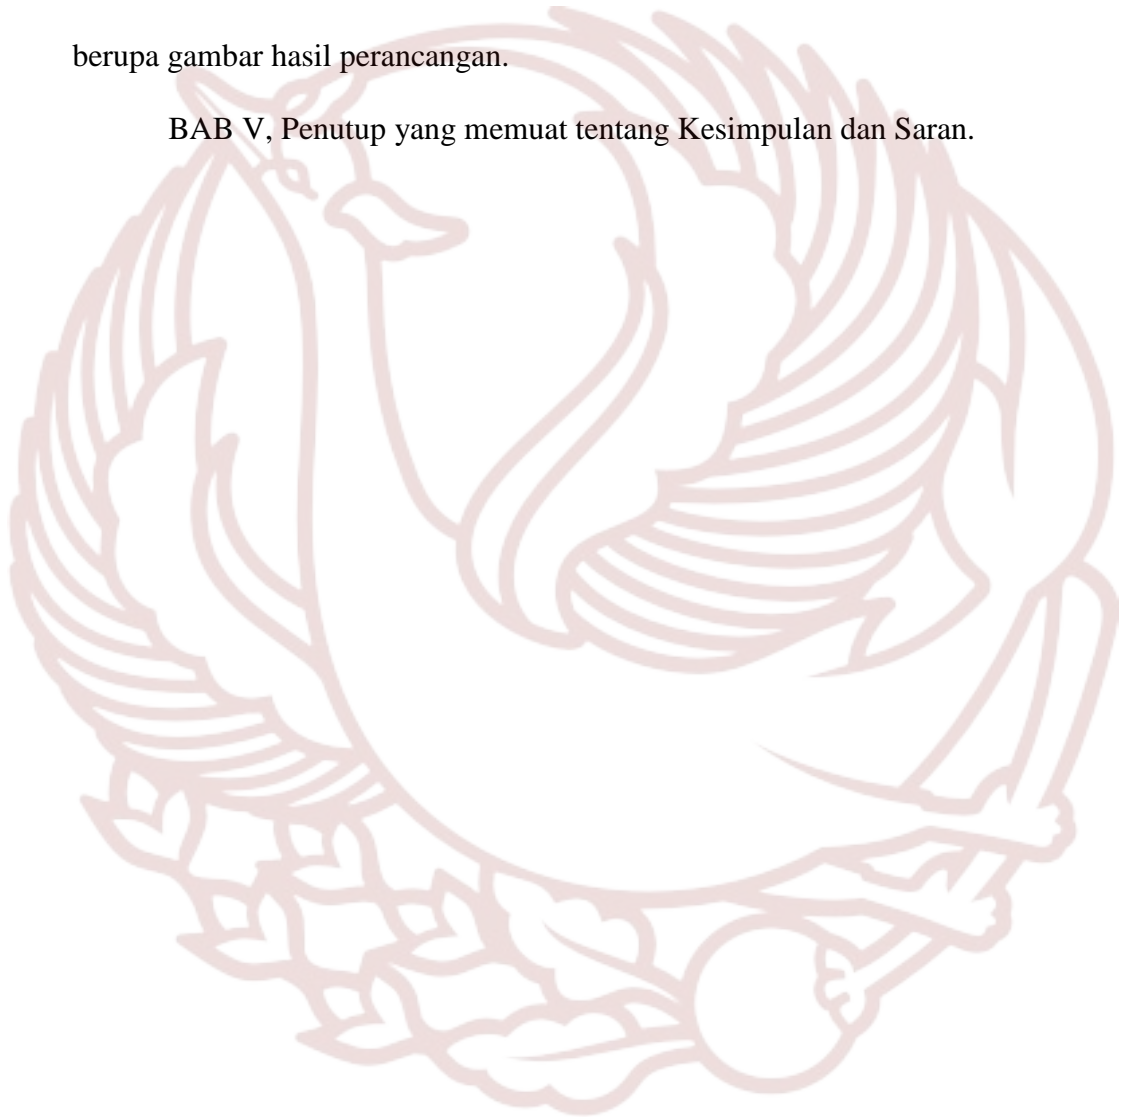 berupa gambar hasil perancangan.
BAB V, Penutup yang memuat tentang Kesimpulan dan Saran.